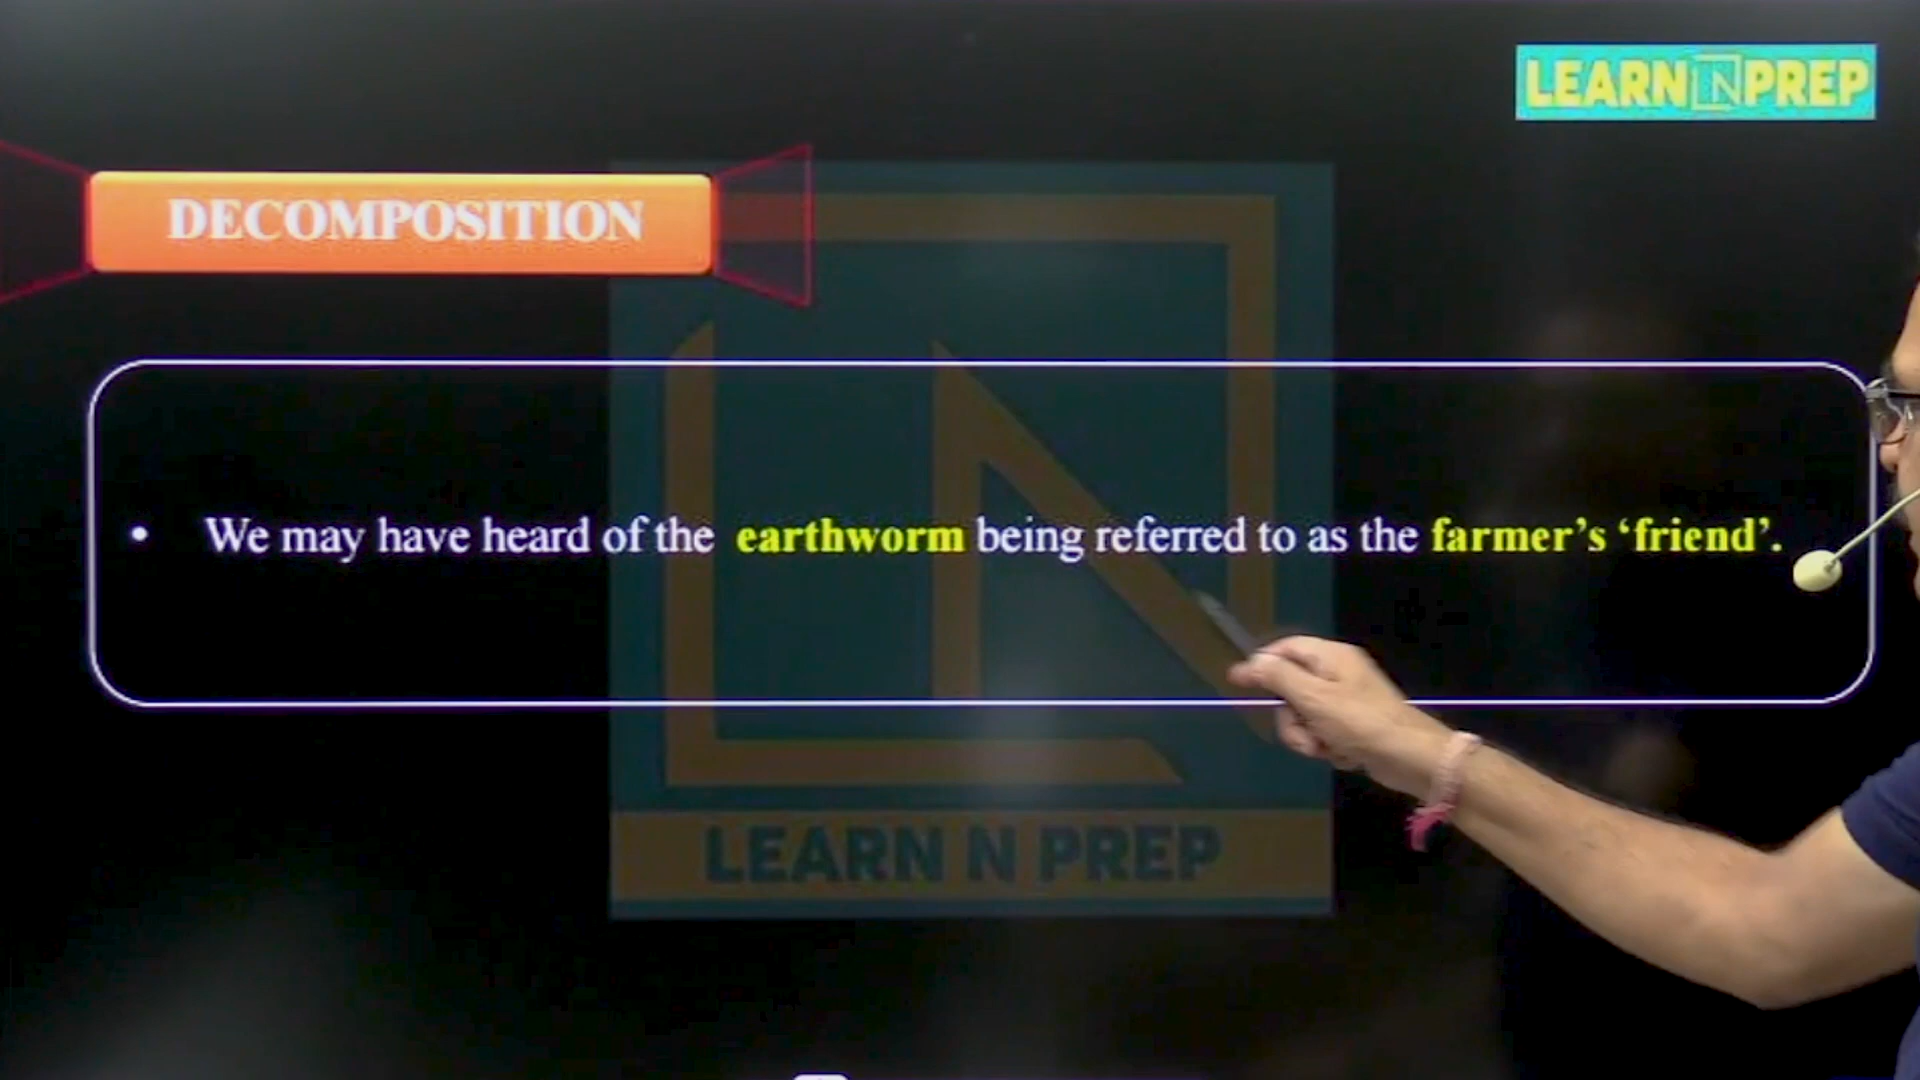 LEARN LN PREP
DECOMPOSITION
• We may have heard of the earthworm being referred to as the farmer’s ‘friend’.
LEARN N PREP